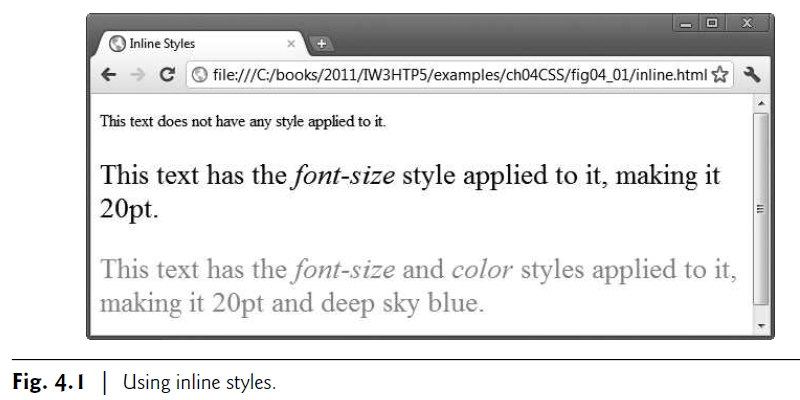 Inline Styles
file:///C:/books/2011/IW3HTP5/examples/ch04CSS/fig04_01/inline.html
This text does not have any style applied to it.
This text has the font-size style applied to it, making it
20pt.
This text has the font-size and color styles applied to it,
making it 20pt and deep sky blue.
Fig. 4.1 | Using inline styles.